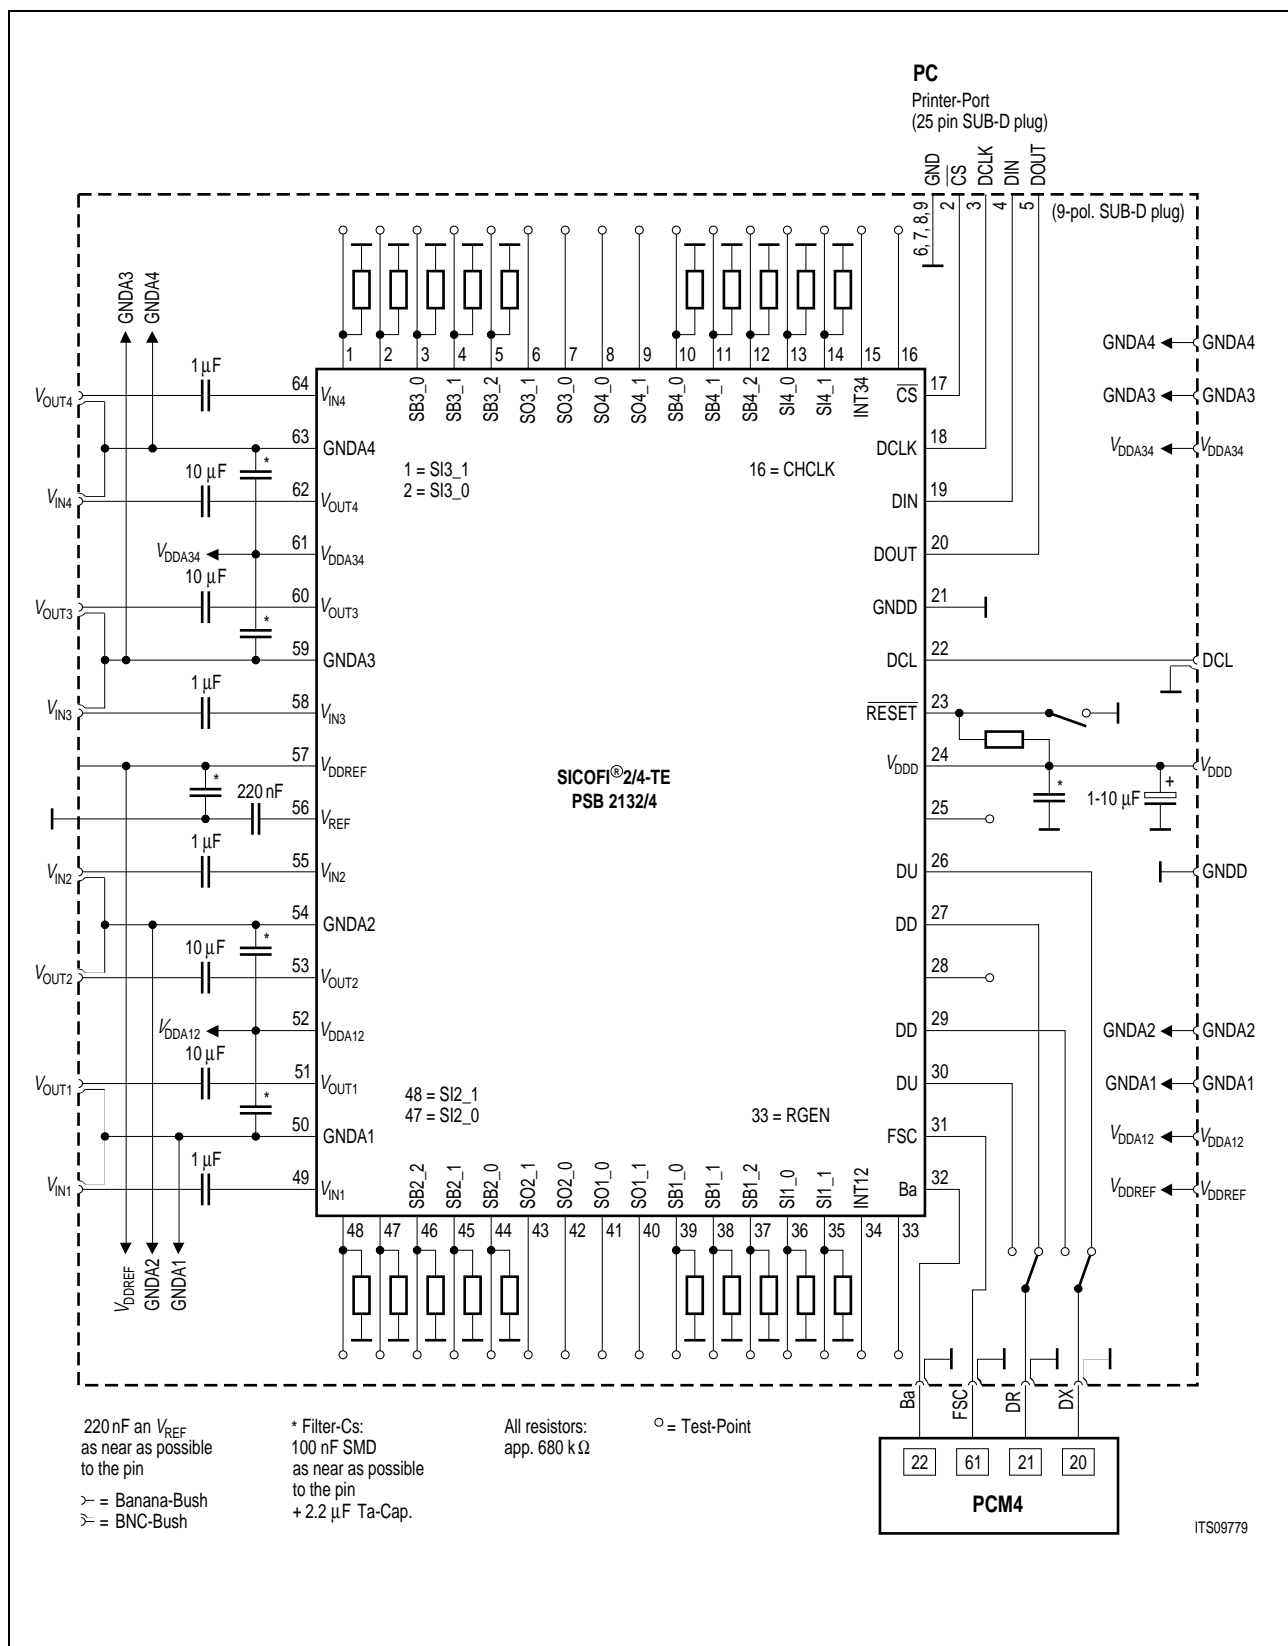 PC
Printer-Port
(25 pin SUB-D plug)
GND
CS
DCLK
DIN
DOUT
6, 7, 8, 9
2
3
4
5
(9-pol. SUB-D plug)
GNDA3
GNDA4
1 2 3 4 5 6 7 8 9 10 11 12 13 14 15 16
SB3_0
SB3_1
SB3_2
SO3_1
SO3_0
SO4_0
SO4_1
SB4_0
SB4_1
SB4_2
SI4_0
SI4_1
INT34
1 = SI3_1
2 = SI3_0
16 = CHCLK
VOUT4 1 µF 64 VIN4
63 GNDA4
*
VIN4 10 µF 62 VOUT4
VDDA34 61 VDDA34
VOUT3 10 µF 60 VOUT3
*
59 GNDA3
VIN3 1 µF 58 VIN3
57 VDDREF
*
220 nF 56 VREF
VIN2 1 µF 55 VIN2
54 GNDA2
*
VOUT2 10 µF 53 VOUT2
VDDA12 52 VDDA12
VOUT1 10 µF 51 VOUT1
*
50 GNDA1
VIN1 1 µF 49 VIN1
VDDREF
GNDA2
GNDA1
SICOFI®2/4-TE
PSB 2132/4
CS 17
DCLK 18
DIN 19
DOUT 20
GNDD 21
DCL 22 DCL
RESET 23
VDDD 24 VDDD
* 1-10 µF +
25
DU 26
GNDD
DD 27
28
DD 29
DU 30
FSC 31
Ba 32
GNDA4 GNDA4
GNDA3 GNDA3
VDDA34 VDDA34
GNDA2 GNDA2
GNDA1 GNDA1
VDDA12 VDDA12
VDDREF VDDREF
48 = SI2_1
47 = SI2_0
33 = RGEN
SB2_2
SB2_1
SB2_0
SO2_1
SO2_0
SO1_0
SO1_1
SB1_0
SB1_1
SB1_2
SI1_0
SI1_1
INT12
48 47 46 45 44 43 42 41 40 39 38 37 36 35 34 33
Ba
FSC
DR
DX
22 61 21 20
PCM4
220 nF an VREF
as near as possible
to the pin
= Banana-Bush
= BNC-Bush
* Filter-Cs:
100 nF SMD
as near as possible
to the pin
+ 2.2 µF Ta-Cap.
All resistors:
app. 680 kΩ
= Test-Point
ITS09779